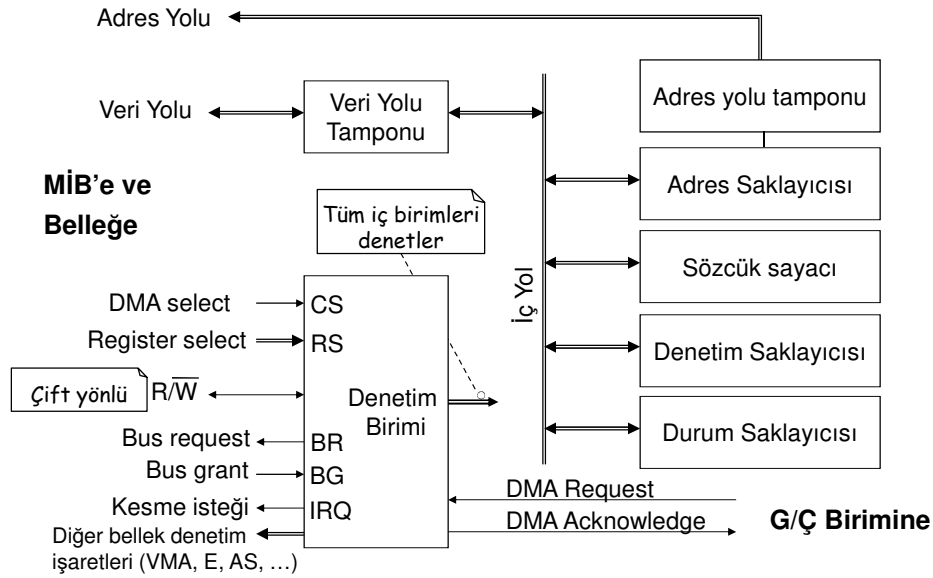 Adres Yolu
Veri Yolu
Veri Yolu
Tamponu
Adres yolu tamponu
Adres Saklayıcısı
MİB'e ve
Belleğe
Tüm iç birimleri
denetler
Sözcük sayacı
İç Yol
DMA select
CS
Register select
RS
Denetim Saklayıcısı
Çift yönlü
R/W̅
Denetim
Birimi
Durum Saklayıcısı
Bus request
BR
Bus grant
BG
Kesme isteği
IRQ
DMA Request
DMA Acknowledge
G/Ç Birimine
Diğer bellek denetim
işaretleri (VMA, E, AS, …)